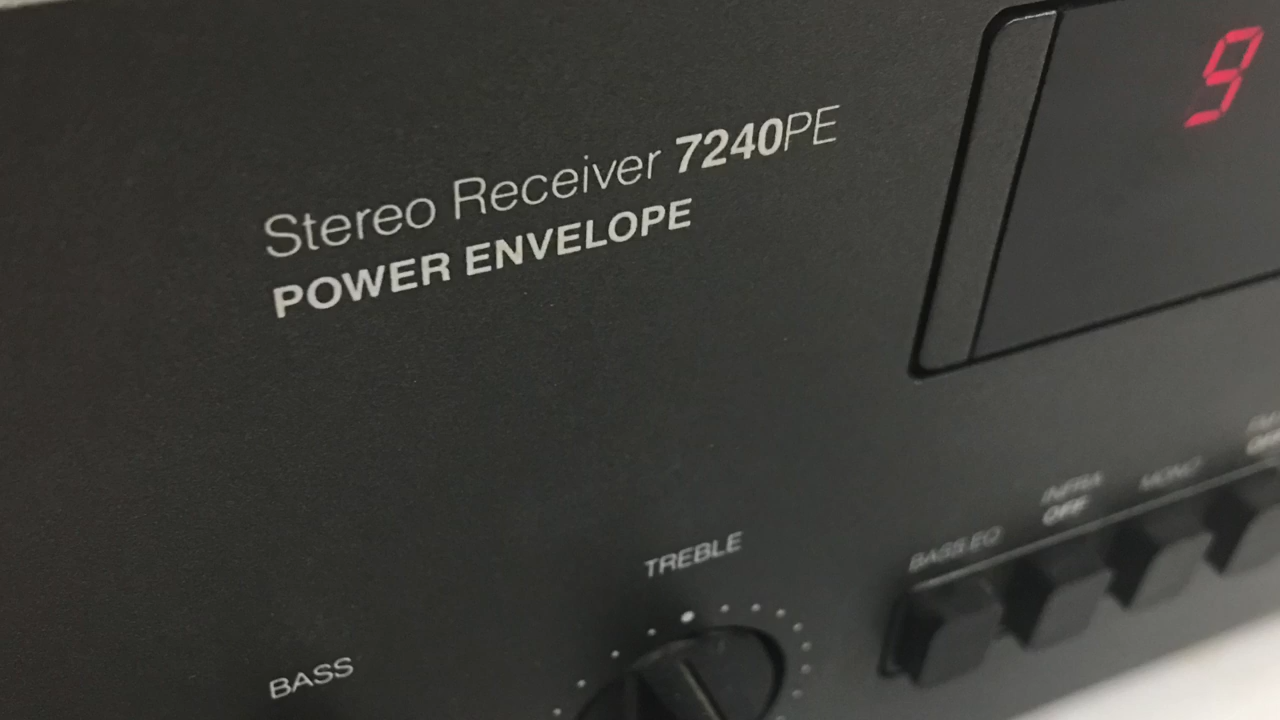 9
Stereo Receiver 7240PE
POWER ENVELOPE
TREBLE
BASS
BASS EQ
INFRA
OFF
MONO